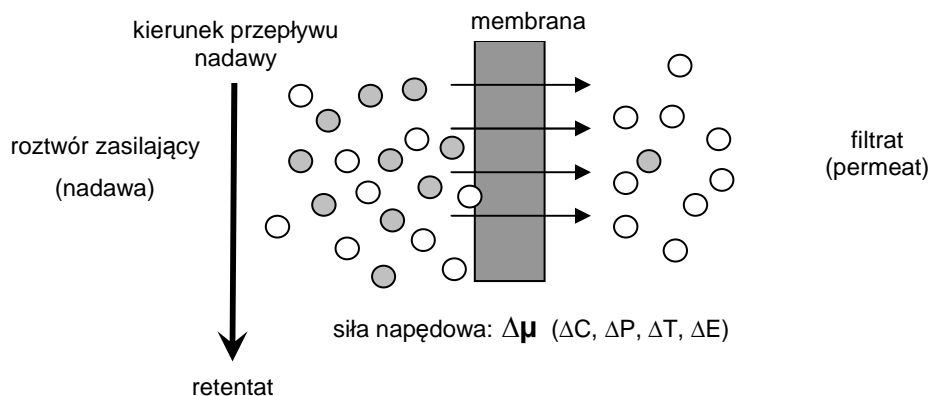 kierunek przepływu
nadawy
membrana
roztwór zasilający
(nadawa)
filtrat
(permeat)
siła napędowa: Δμ (ΔC, ΔP, ΔT, ΔE)
retentat